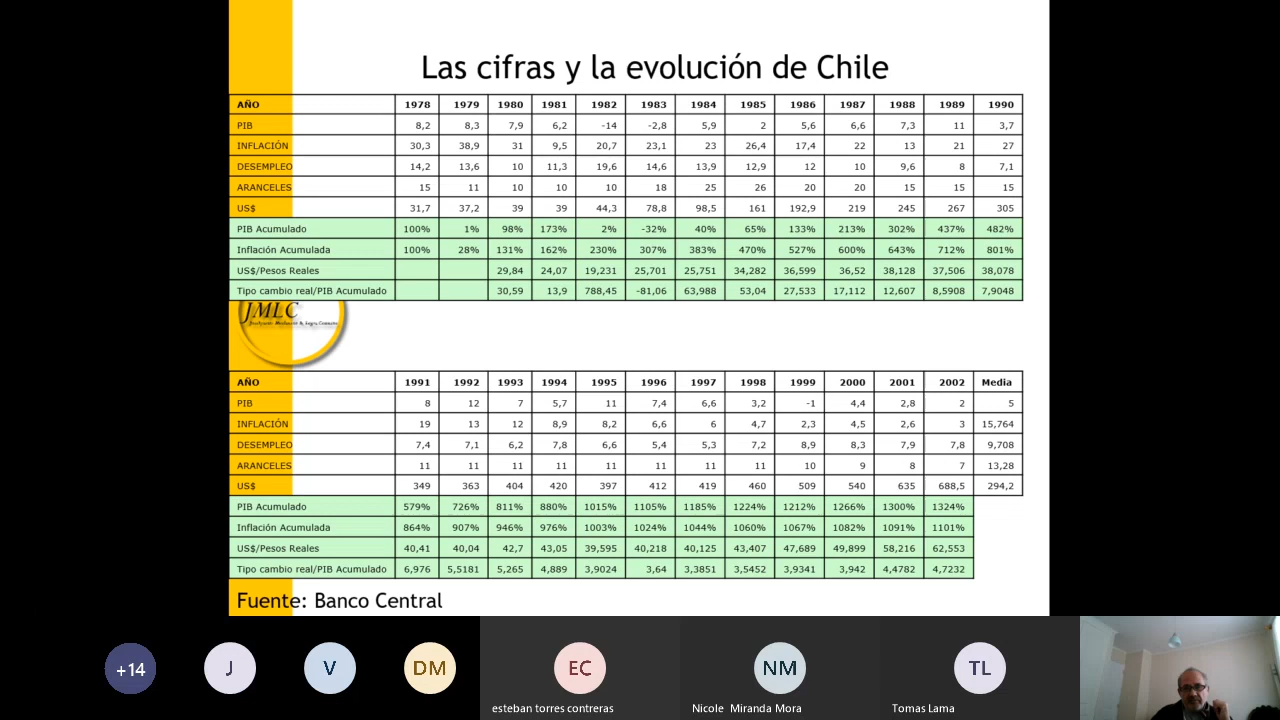 Las cifras y la evolución de Chile
AÑO 1978 1979 1980 1981 1982 1983 1984 1985 1986 1987 1988 1989 1990
PIB 8,2 8,3 7,9 6,2 -14 -2,8 5,9 2 5,6 6,6 7,3 11 3,7
INFLACIÓN 30,3 38,9 31 9,5 20,7 23,1 23 26,4 17,4 22 13 21 27
DESEMPLEO 14,2 13,6 10 11,3 19,6 14,6 13,9 12,9 12 10 9,6 8 7,1
ARANCELES 15 11 10 10 10 18 25 26 20 20 15 15 15
US$ 31,7 37,2 39 39 44,3 78,8 98,5 161 192,9 219 245 267 305
PIB Acumulado 100% 1% 98% 173% 2% -32% 40% 65% 133% 213% 302% 437% 482%
Inflación Acumulada 100% 28% 131% 162% 230% 307% 383% 470% 527% 600% 643% 712% 801%
US$/Pesos Reales 29,84 24,07 19,231 25,701 25,751 34,282 36,599 36,52 38,128 37,506 38,078
Tipo cambio real/PIB Acumulado 30,59 13,9 788,45 -81,06 63,988 53,04 27,533 17,112 12,607 8,5908 7,9048
JMLC
AÑO 1991 1992 1993 1994 1995 1996 1997 1998 1999 2000 2001 2002 Media
PIB 8 12 7 5,7 11 7,4 6,6 3,2 -1 4,4 2,8 2 5
INFLACIÓN 19 13 12 8,9 8,2 6,6 6 4,7 2,3 4,5 2,6 3 15,764
DESEMPLEO 7,4 7,1 6,2 7,8 6,6 5,4 5,3 7,2 8,9 8,3 7,9 7,8 9,708
ARANCELES 11 11 11 11 11 11 11 11 10 9 8 7 13,28
US$ 349 363 404 420 397 412 419 460 509 540 635 688,5 294,2
PIB Acumulado 579% 726% 811% 880% 1015% 1105% 1185% 1224% 1212% 1266% 1300% 1324%
Inflación Acumulada 864% 907% 946% 976% 1003% 1024% 1044% 1060% 1067% 1082% 1091% 1101%
US$/Pesos Reales 40,41 40,04 42,7 43,05 39,595 40,218 40,125 43,407 47,689 49,899 58,216 62,553
Tipo cambio real/PIB Acumulado 6,976 5,5181 5,265 4,889 3,9024 3,64 3,3851 3,5452 3,9341 3,942 4,4782 4,7232
Fuente: Banco Central
+14 J V DM EC NM TL
esteban torres contreras Nicole Miranda Mora Tomas Lama